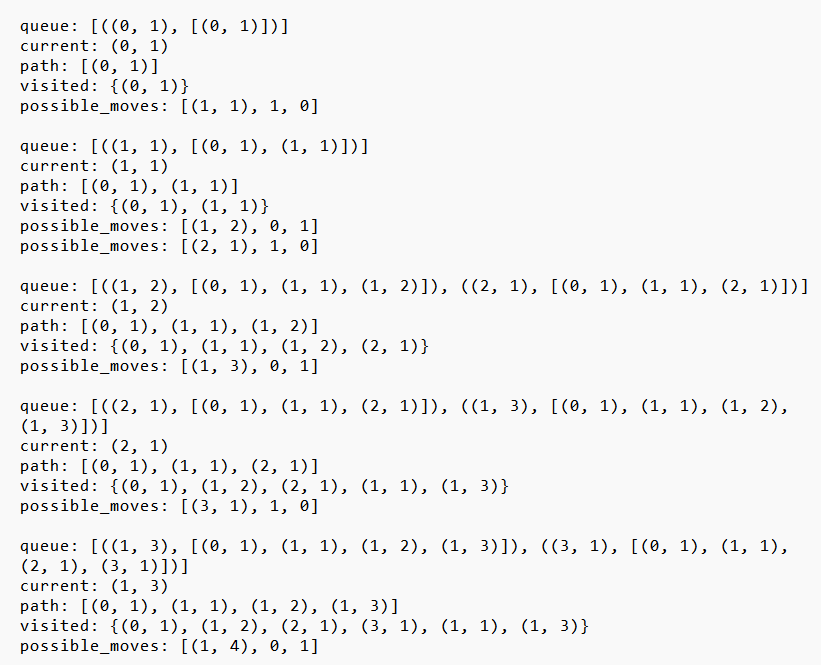 queue: [((0, 1), [(0, 1)])]
current: (0, 1)
path: [(0, 1)]
visited: {(0, 1)}
possible_moves: [(1, 1), 1, 0]
queue: [((1, 1), [(0, 1), (1, 1)])]
current: (1, 1)
path: [(0, 1), (1, 1)]
visited: {(0, 1), (1, 1)}
possible_moves: [(1, 2), 0, 1]
possible_moves: [(2, 1), 1, 0]
queue: [((1, 2), [(0, 1), (1, 1), (1, 2)]), ((2, 1), [(0, 1), (1, 1), (2, 1)])]
current: (1, 2)
path: [(0, 1), (1, 1), (1, 2)]
visited: {(0, 1), (1, 1), (1, 2), (2, 1)}
possible_moves: [(1, 3), 0, 1]
queue: [((2, 1), [(0, 1), (1, 1), (2, 1)]), ((1, 3), [(0, 1), (1, 1), (1, 2),
(1, 3)])]
current: (2, 1)
path: [(0, 1), (1, 1), (2, 1)]
visited: {(0, 1), (1, 2), (2, 1), (1, 1), (1, 3)}
possible_moves: [(3, 1), 1, 0]
queue: [((1, 3), [(0, 1), (1, 1), (1, 2), (1, 3)]), ((3, 1), [(0, 1), (1, 1),
(2, 1), (3, 1)])]
current: (1, 3)
path: [(0, 1), (1, 1), (1, 2), (1, 3)]
visited: {(0, 1), (1, 2), (2, 1), (3, 1), (1, 1), (1, 3)}
possible_moves: [(1, 4), 0, 1]